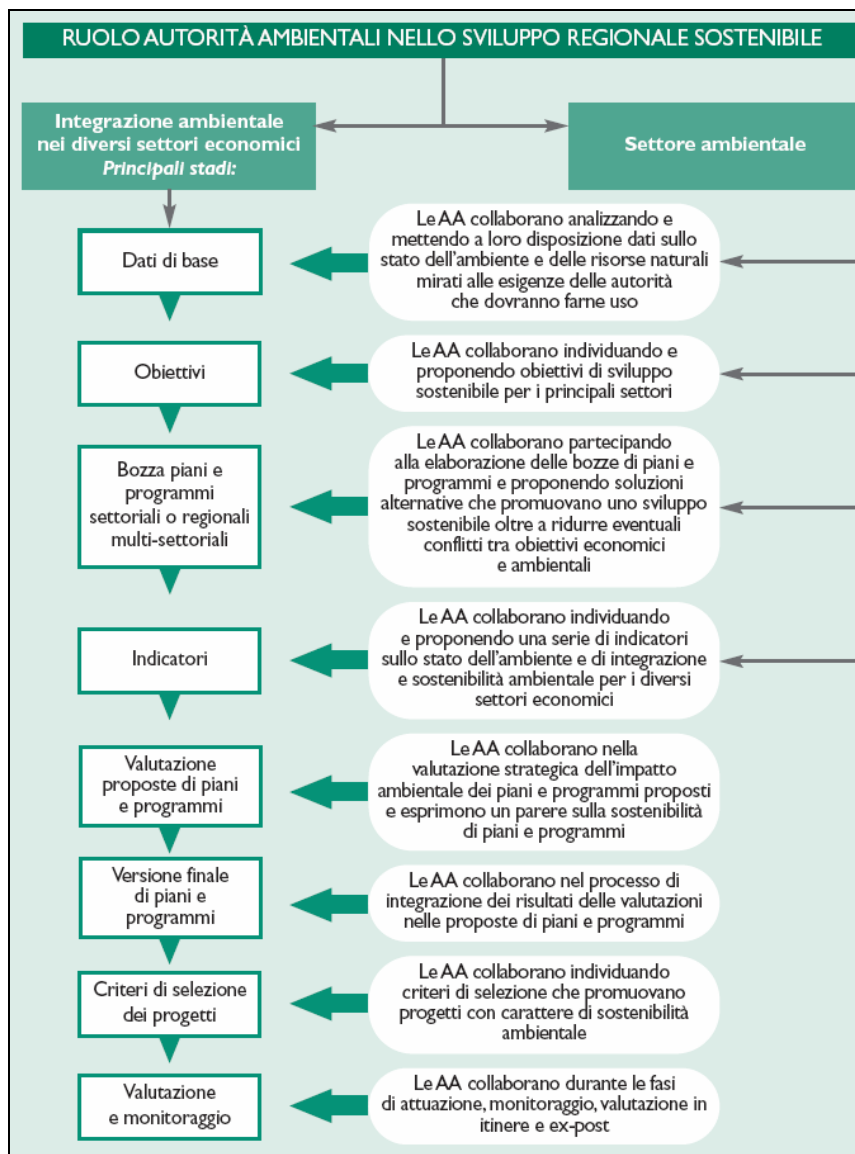 RUOLO AUTORITÀ AMBIENTALI NELLO SVILUPPO REGIONALE SOSTENIBILE
Integrazione ambientale
nei diversi settori economici
Principali stadi:
Settore ambientale
Dati di base
Le AA collaborano analizzando e
mettendo a loro disposizione dati sullo
stato dell'ambiente e delle risorse naturali
mirati alle esigenze delle autorità
che dovranno farne uso
Obiettivi
Le AA collaborano individuando e
proponendo obiettivi di sviluppo
sostenibile per i principali settori
Bozza piani e
programmi
settoriali o regionali
multi-settoriali
Le AA collaborano partecipando
alla elaborazione delle bozze di piani e
programmi e proponendo soluzioni
alternative che promuovano uno sviluppo
sostenibile oltre a ridurre eventuali
conflitti tra obiettivi economici
e ambientali
Indicatori
Le AA collaborano individuando
e proponendo una serie di indicatori
sullo stato dell'ambiente e di integrazione
e sostenibilità ambientale per i diversi
settori economici
Valutazione
proposte di piani
e programmi
Le AA collaborano nella
valutazione strategica dell'impatto
ambientale dei piani e programmi proposti
e esprimono un parere sulla sostenibilità
di piani e programmi
Versione finale
di piani e
programmi
Le AA collaborano nel processo di
integrazione dei risultati delle valutazioni
nelle proposte di piani e programmi
Criteri di selezione
dei progetti
Le AA collaborano individuando
criteri di selezione che promuovano
progetti con carattere di sostenibilità
ambientale
Valutazione
e monitoraggio
Le AA collaborano durante le fasi
di attuazione, monitoraggio, valutazione in
itinere e ex-post